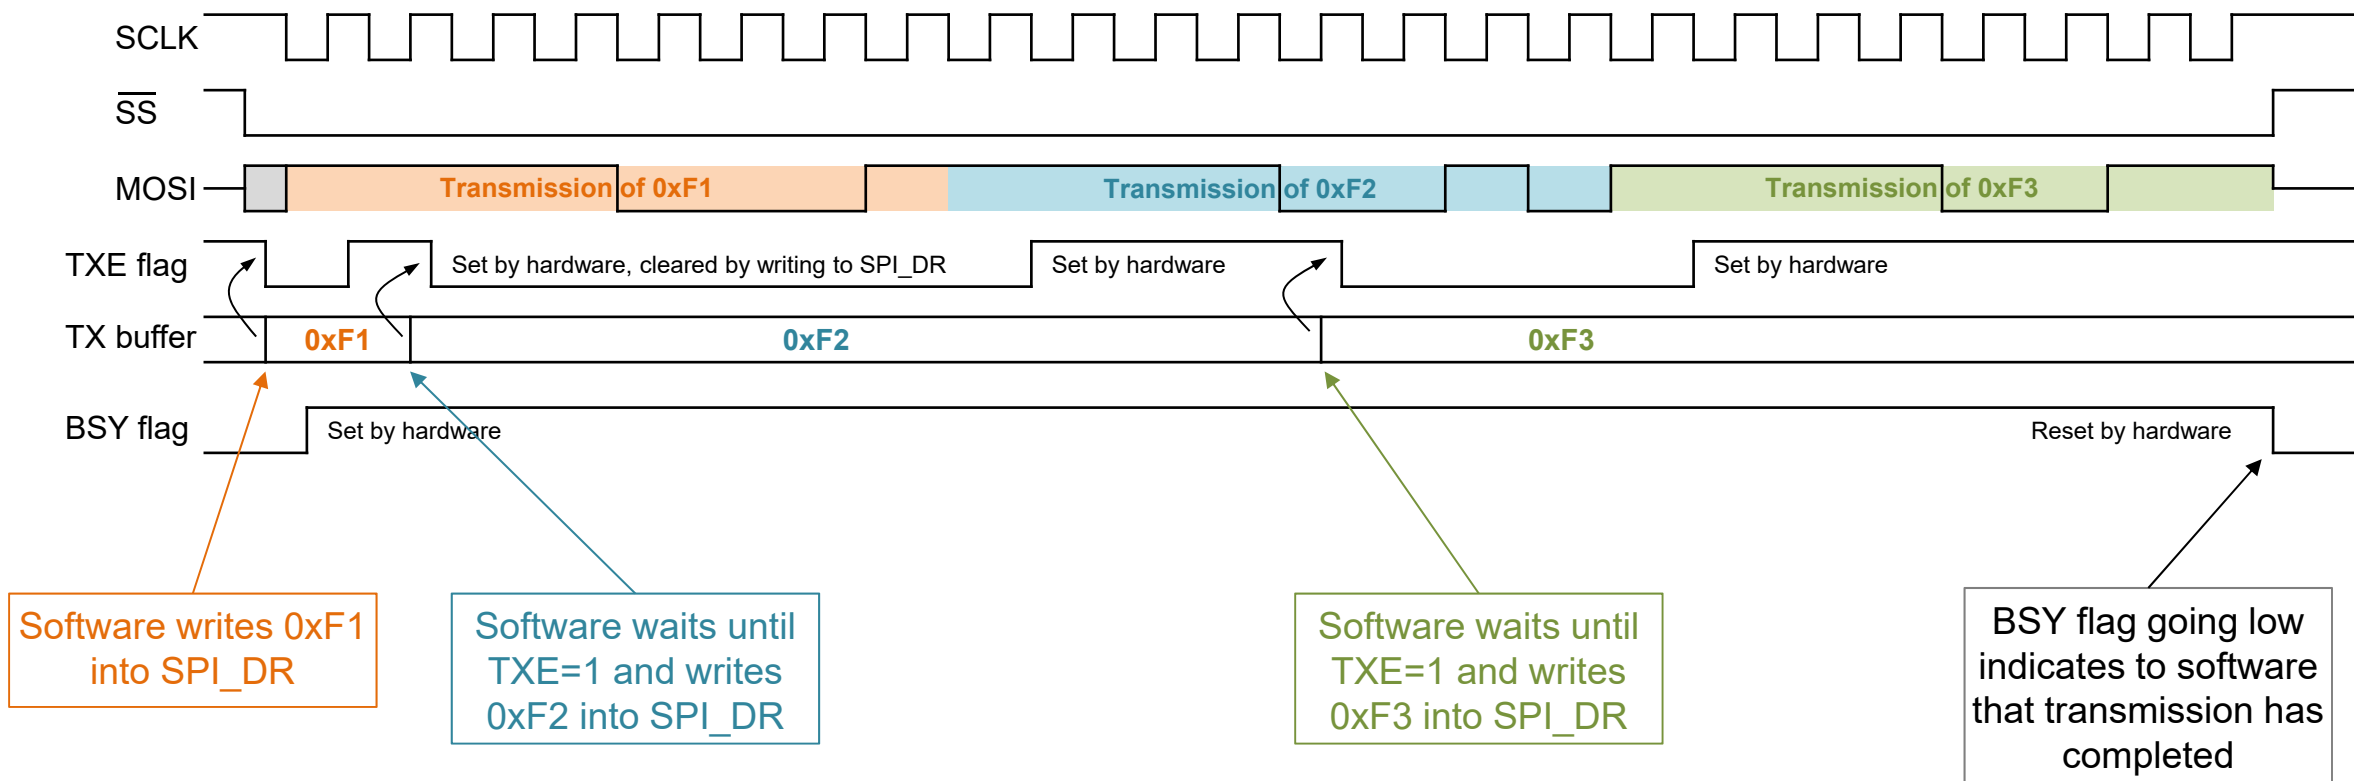 SCLK
SS
MOSI
Transmission of 0xF1
Transmission of 0xF2
Transmission of 0xF3
TXE flag
Set by hardware, cleared by writing to SPI_DR
Set by hardware
Set by hardware
TX buffer
0xF1
0xF2
0xF3
BSY flag
Set by hardware
Reset by hardware
Software writes 0xF1
into SPI_DR
Software waits until
TXE=1 and writes
0xF2 into SPI_DR
Software waits until
TXE=1 and writes
0xF3 into SPI_DR
BSY flag going low
indicates to software
that transmission has
completed